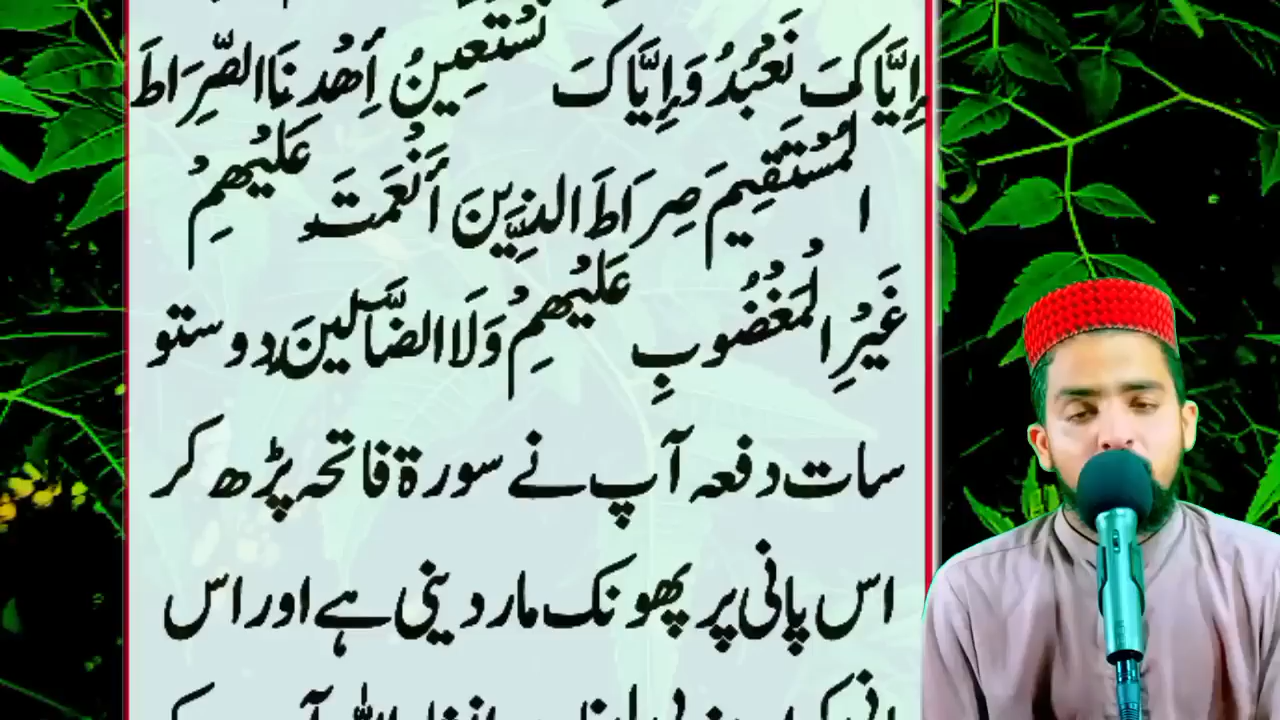 إِيَّاكَ نَعْبُدُ وَإِيَّاكَ نَسْتَعِينُ أِهْدِنَا الصِّرَاطَ
الْمُسْتَقِيمَ صِرَاطَ الذِّينَ أَنْعَمَتَ عَلَيْهِمْ
غَيْرِ الْمَغْضُوبِ عَلَيْهِمْ وَلَا الضَّالِّينَ دوستو
سات دفعہ آپ نے سورۃ فاتحہ پڑھ کر
اس پانی پر پھونک مار دینی ہے اور اس